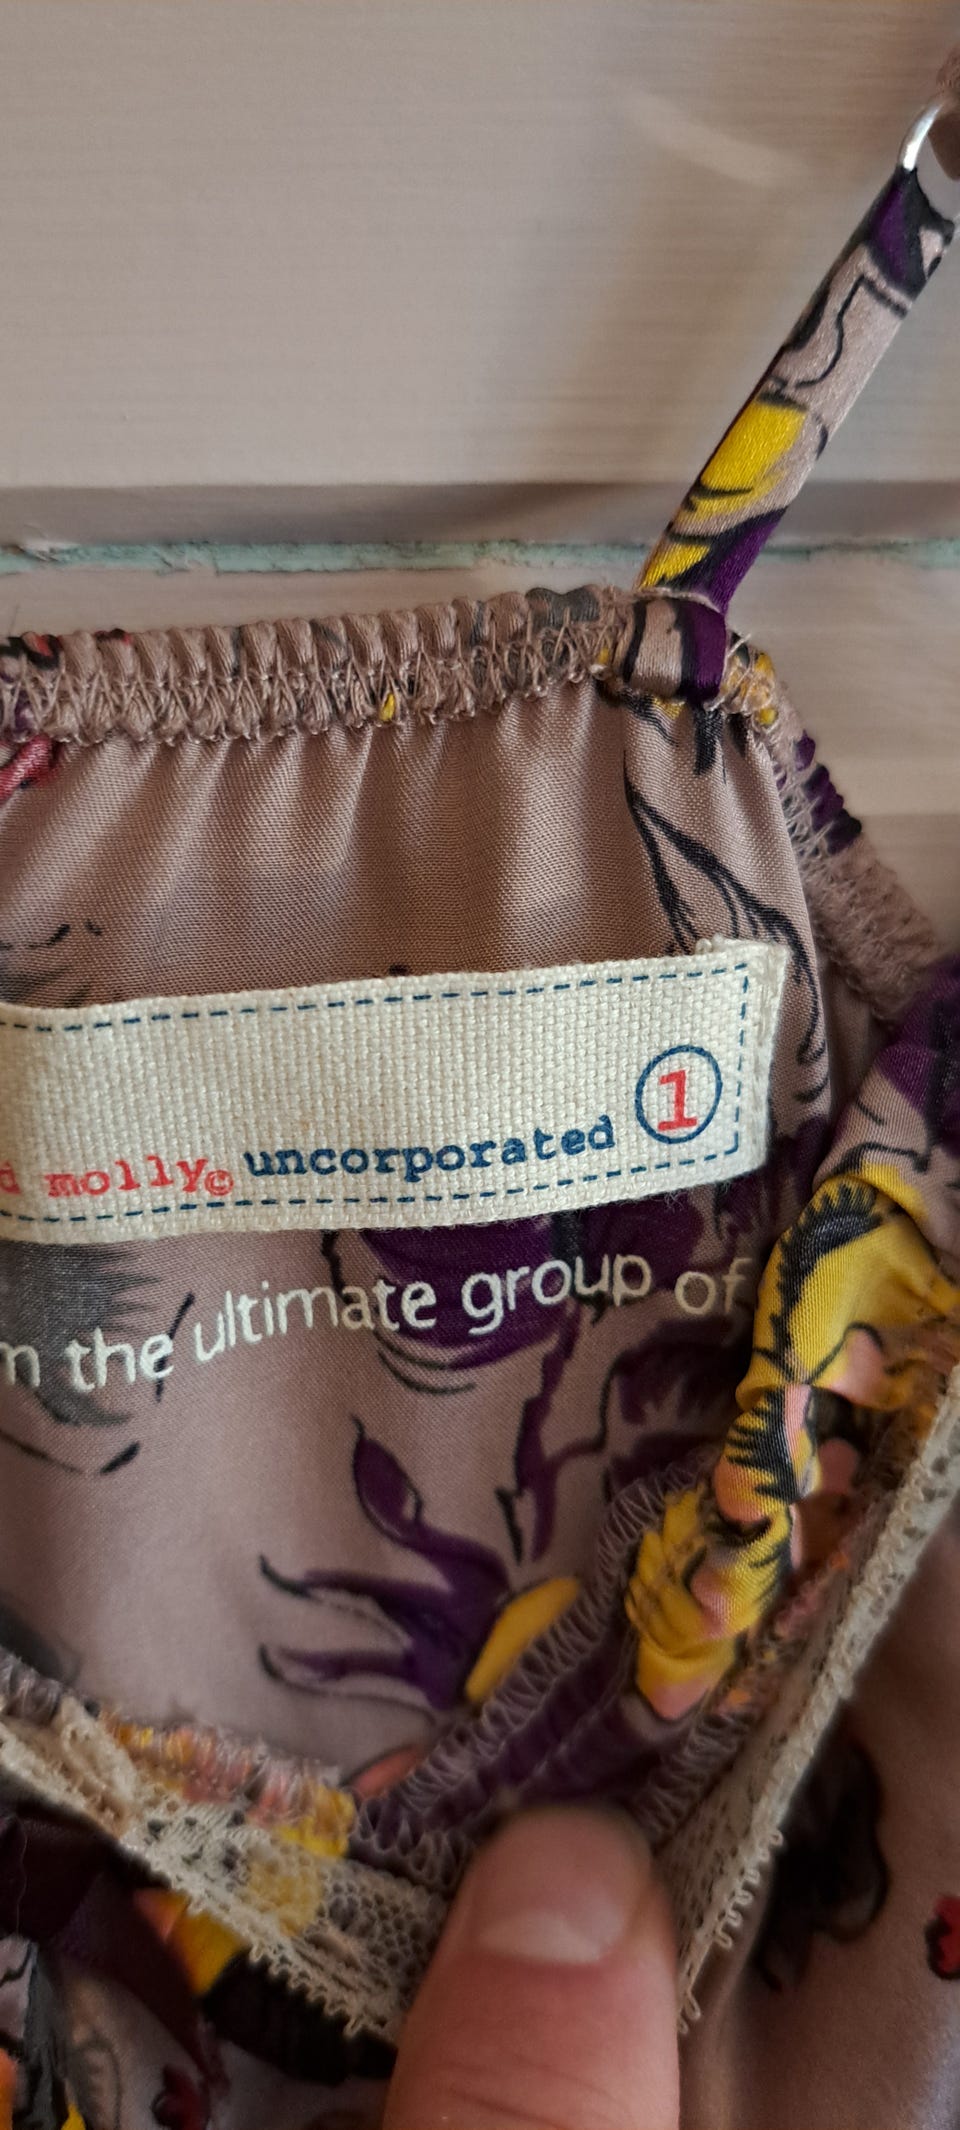 1
molly© uncorporated
the ultimate group of